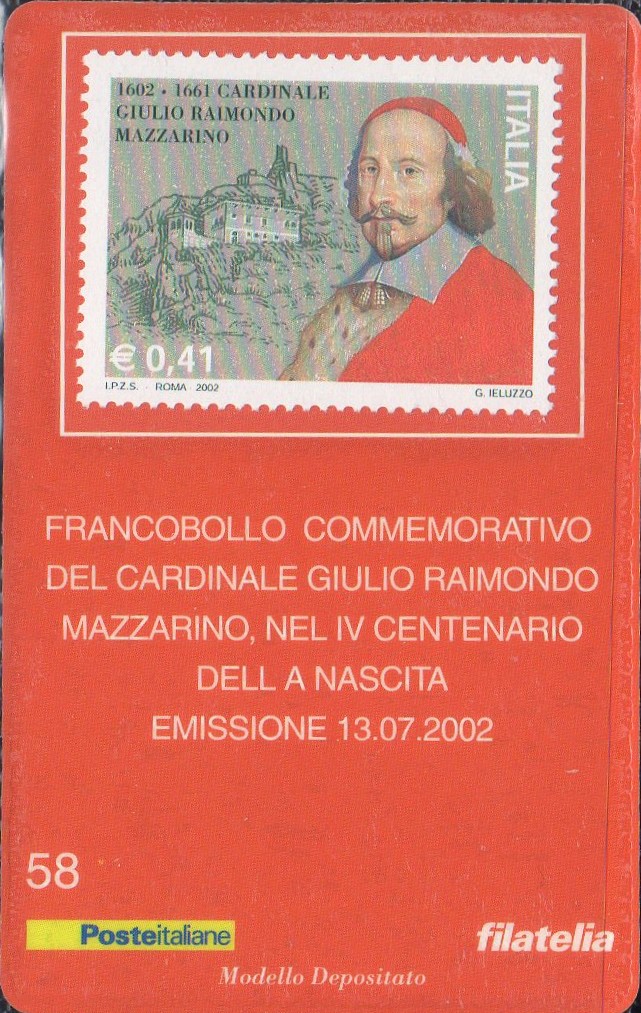 1602 • 1661 CARDINALE
GIULIO RAIMONDO
MAZZARINO
ITALIA
€ 0,41
I.P.Z.S. - ROMA - 2002
G. IELUZZO
FRANCOBOLLO COMMEMORATIVO
DEL CARDINALE GIULIO RAIMONDO
MAZZARINO, NEL IV CENTENARIO
DELL A NASCITA
EMISSIONE 13.07.2002
58
Posteitaliane
filatelia
Modello Depositato